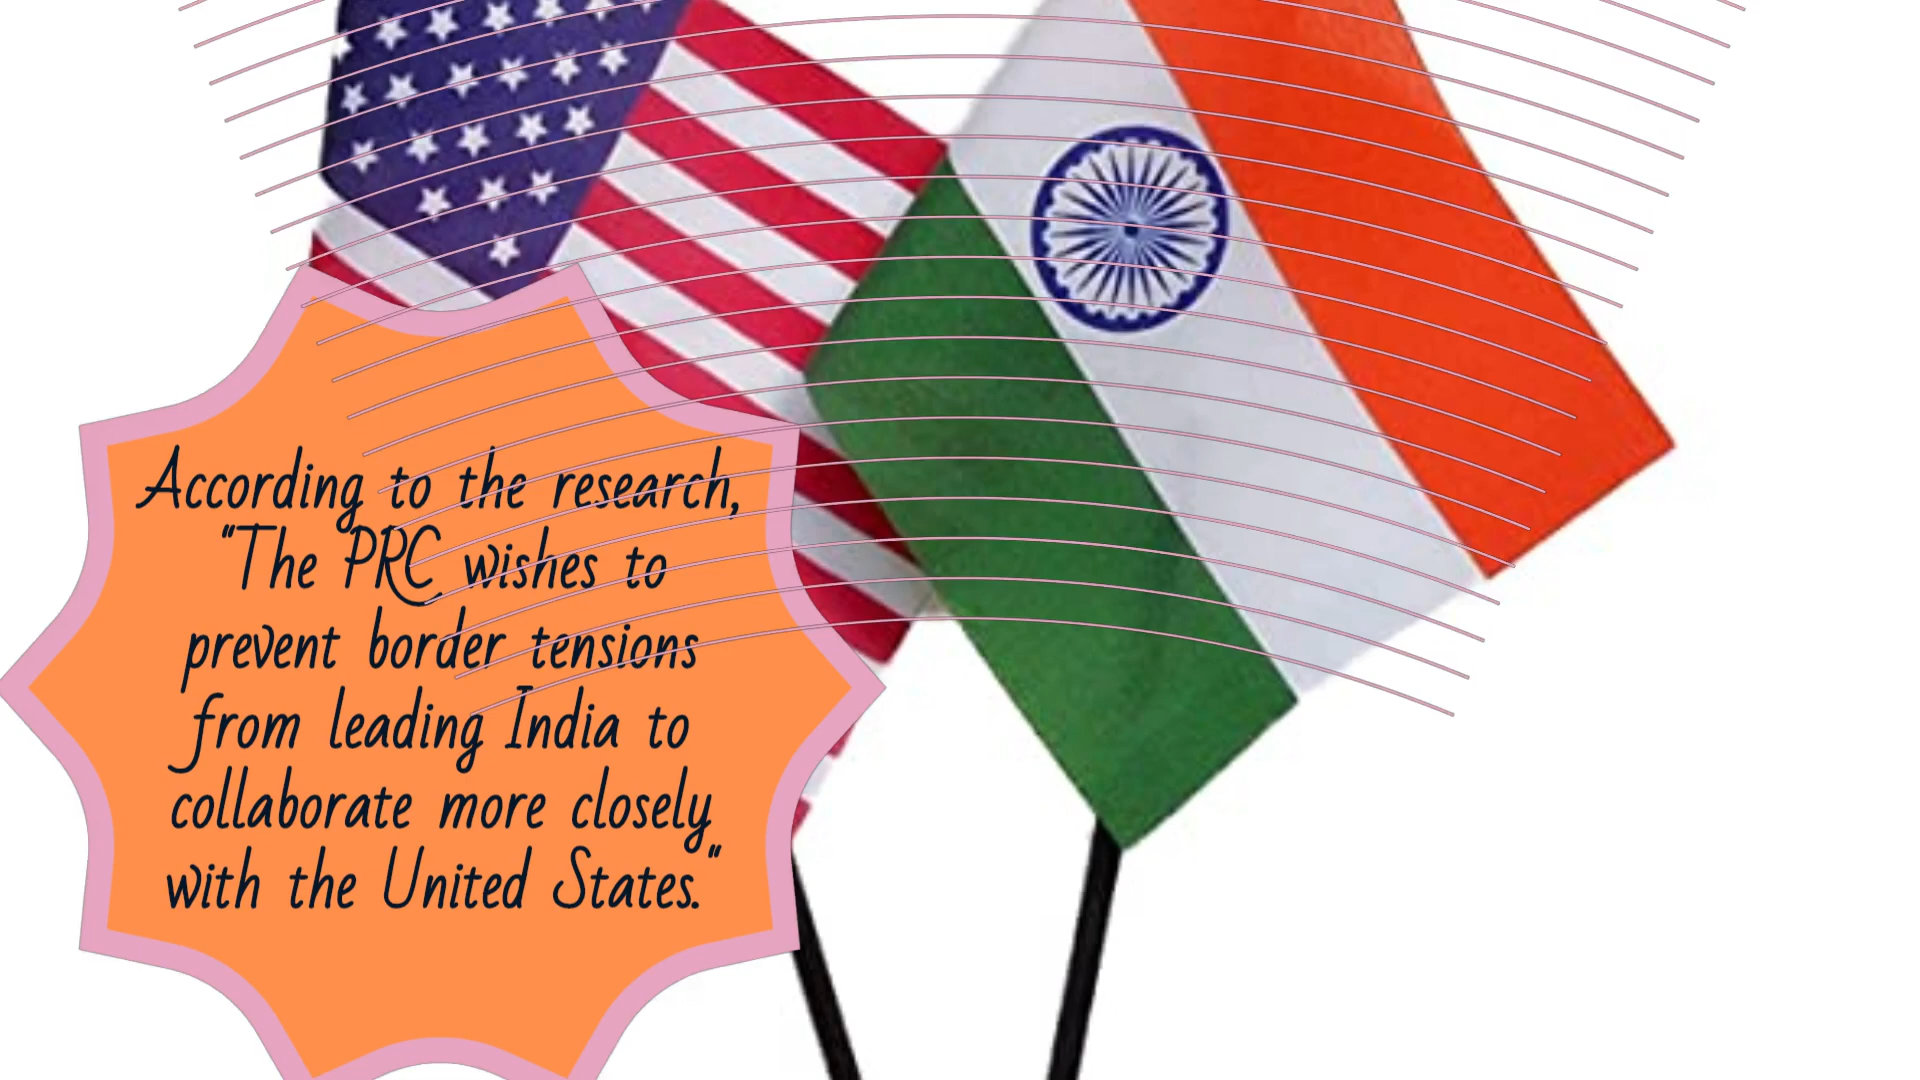 According to the research,
"The PRC wishes to
prevent border tensions
from leading India to
collaborate more closely
with the United States."